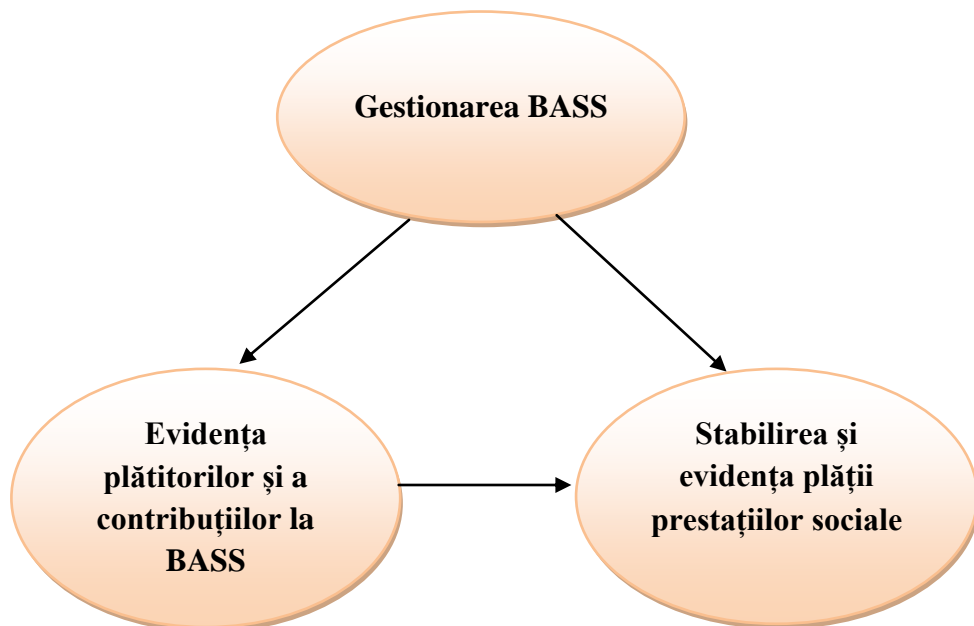 Gestionarea BASS
Evidența
plătitorilor și a
contribuțiilor la
BASS
Stabilirea și
evidența plății
prestațiilor sociale